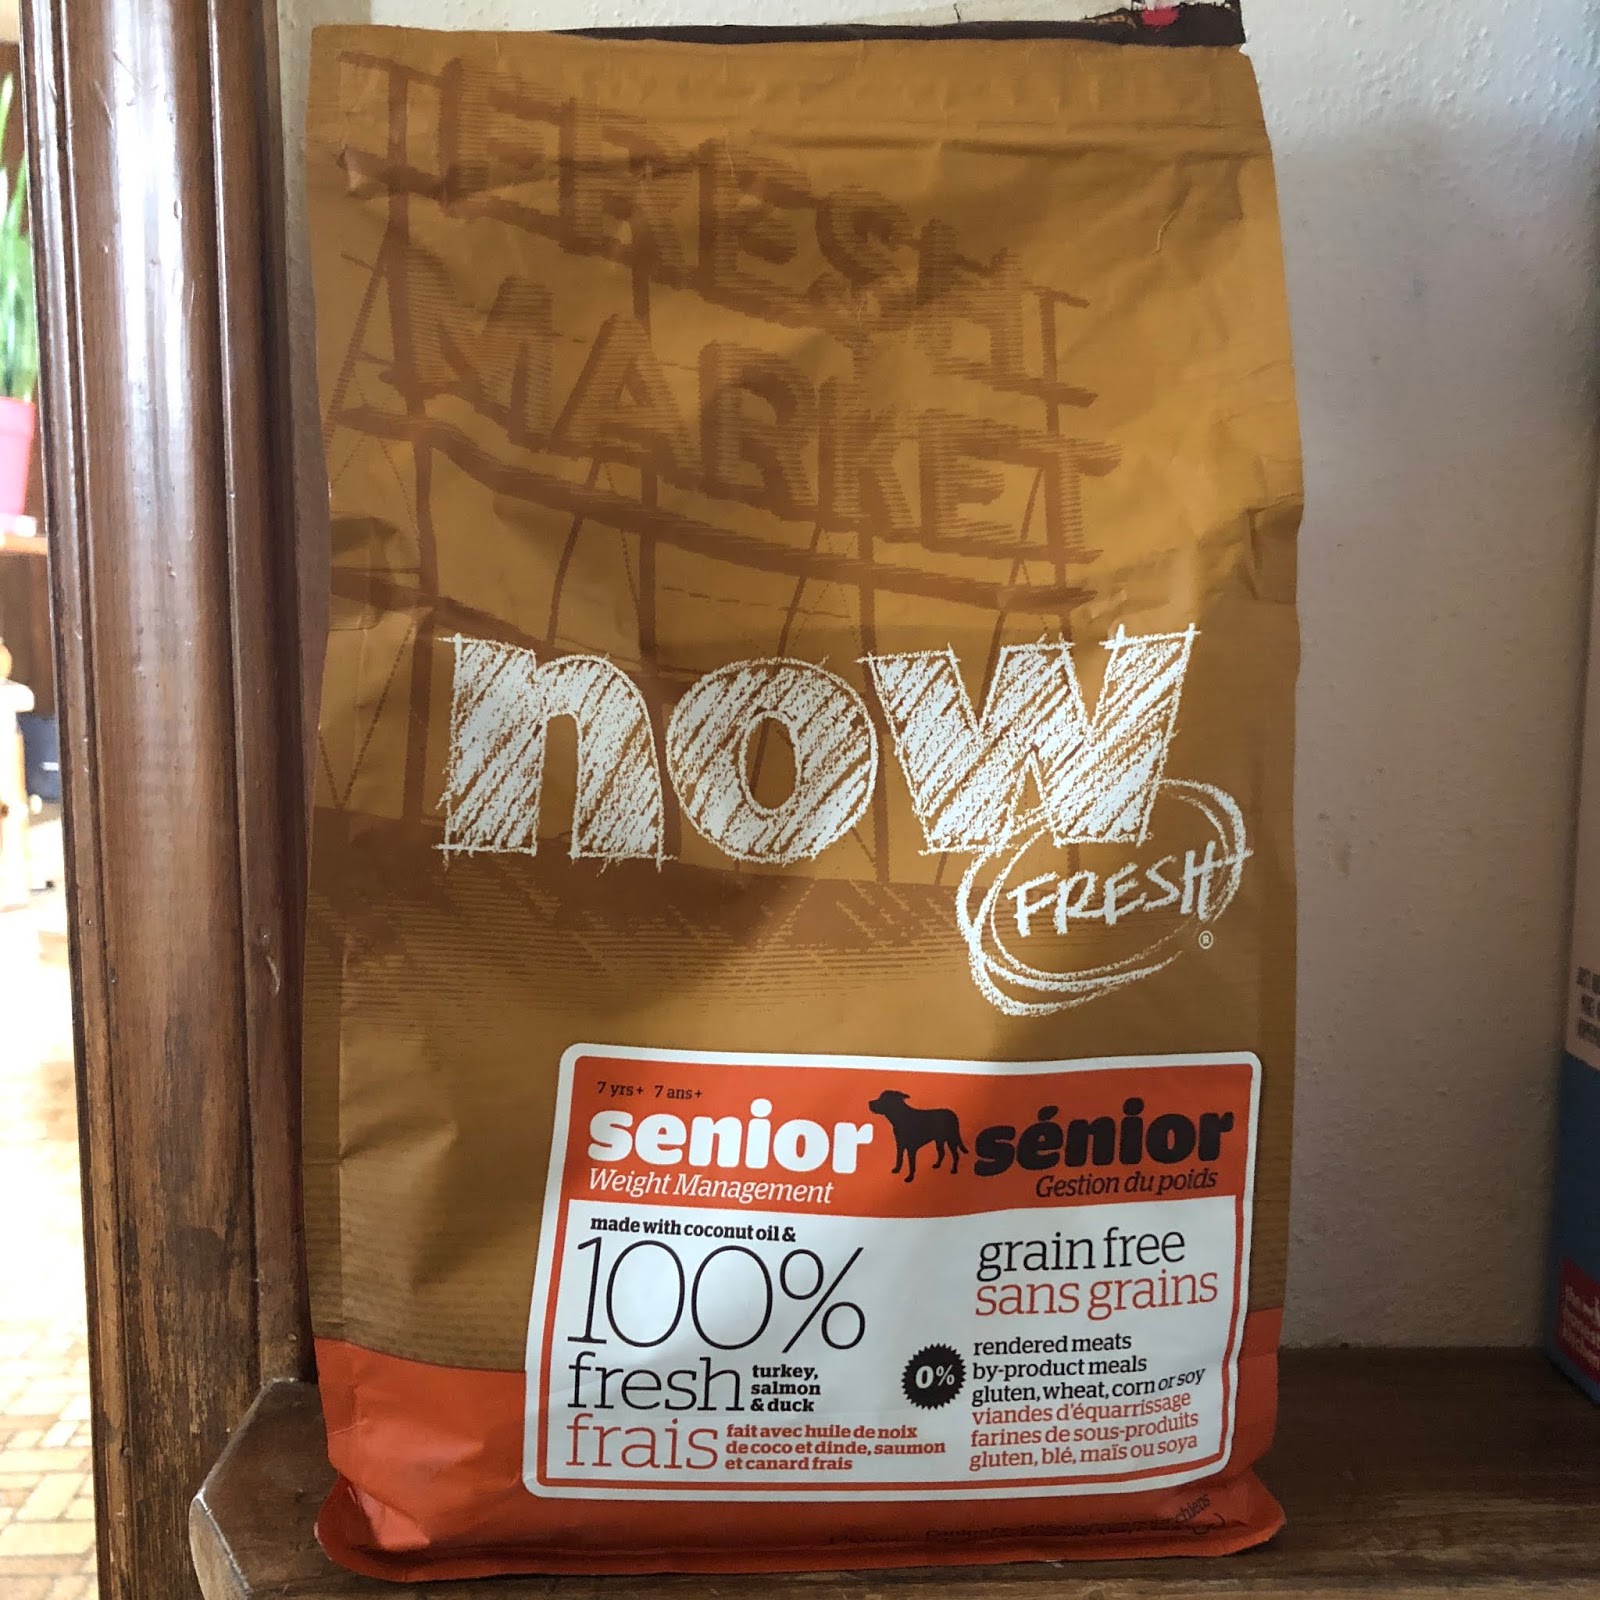 FRESH
MARKET
now
FRESH
®
7 yrs+ 7 ans+
senior sénior
Weight Management Gestion du poids
made with coconut oil &
100%
fresh turkey,
salmon
& duck
frais fait avec huile de noix
de coco et dinde, saumon
et canard frais
grain free
sans grains
0%
rendered meats
by-product meals
gluten, wheat, corn or soy
viandes d'équarrissage
farines de sous-produits
gluten, blé, maïs ou soya
chiens